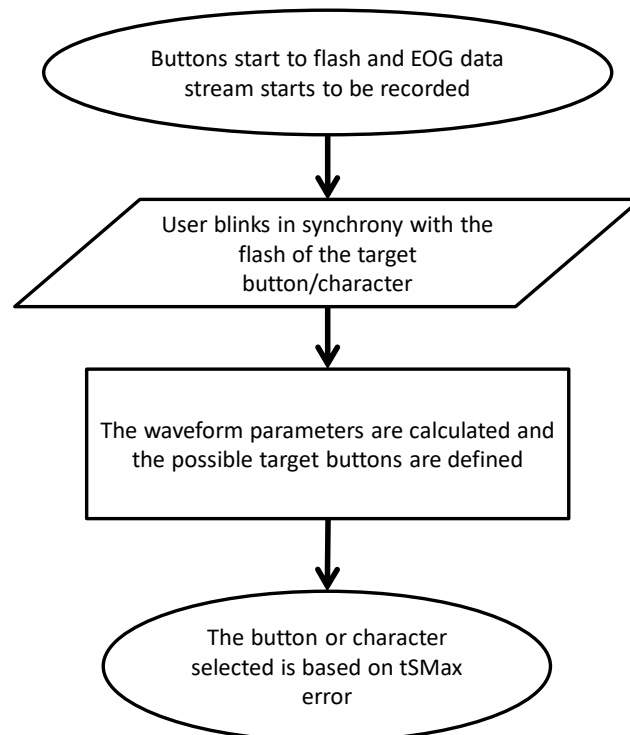 Buttons start to flash and EOG data
stream starts to be recorded
User blinks in synchrony with the
flash of the target
button/character
The waveform parameters are calculated and
the possible target buttons are defined
The button or character
selected is based on tSMax
error